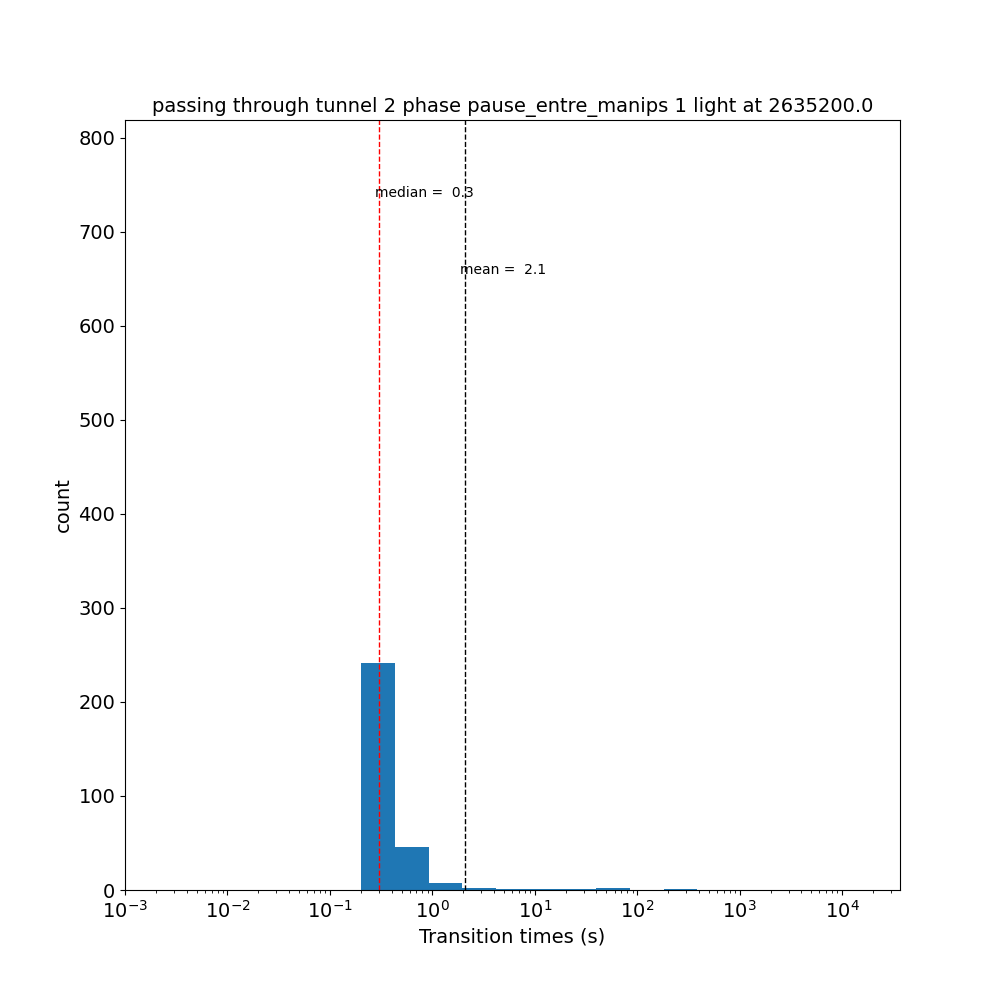 passing through tunnel 2 phase pause_entre_manips 1 light at 2635200.0
800
median =  0.3
700
mean =  2.1
600
500
400
count
300
200
100
0
10⁻³ 10⁻² 10⁻¹ 10⁰ 10¹ 10² 10³ 10⁴
Transition times (s)